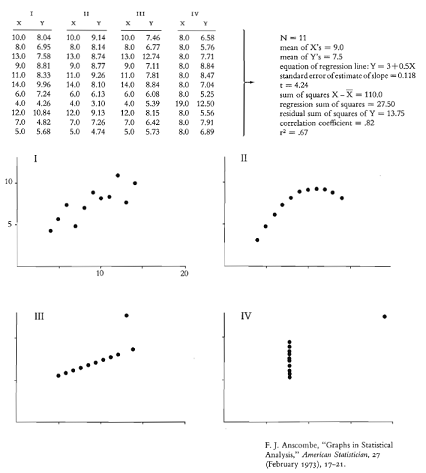 I II III IV
X Y X Y X Y X Y
10.0 8.04 10.0 9.14 10.0 7.46 8.0 6.58
8.0 6.95 8.0 8.14 8.0 6.77 8.0 5.76
13.0 7.58 13.0 8.74 13.0 12.74 8.0 7.71
9.0 8.81 9.0 8.77 9.0 7.11 8.0 8.84
11.0 8.33 11.0 9.26 11.0 7.81 8.0 8.47
14.0 9.96 14.0 8.10 14.0 8.84 8.0 7.04
6.0 7.24 6.0 6.13 6.0 6.08 8.0 5.25
4.0 4.26 4.0 3.10 4.0 5.39 19.0 12.50
12.0 10.84 12.0 9.13 12.0 8.15 8.0 5.56
7.0 4.82 7.0 7.26 7.0 6.42 8.0 7.91
5.0 5.68 5.0 4.74 5.0 5.73 8.0 6.89
N = 11
mean of X's = 9.0
mean of Y's = 7.5
equation of regression line: Y = 3+0.5X
standard error of estimate of slope = 0.118
t = 4.24
sum of squares X − X̄ = 110.0
regression sum of squares = 27.50
residual sum of squares of Y = 13.75
correlation coefficient = .82
r² = .67
I
10
5
10 20
II
III
IV
F. J. Anscombe, "Graphs in Statistical
Analysis," American Statistician, 27
(February 1973), 17–21.